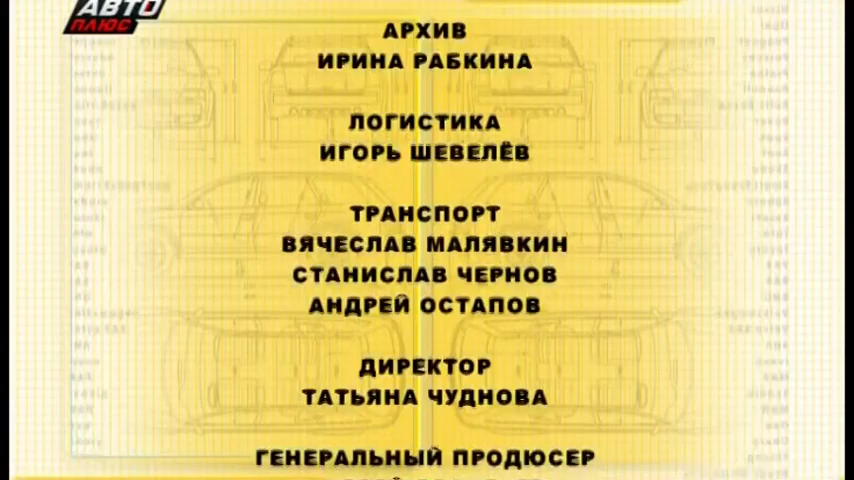 АВТО
ПЛЮС
АРХИВ
ИРИНА РАБКИНА
ЛОГИСТИКА
ИГОРЬ ШЕВЕЛЁВ
ТРАНСПОРТ
ВЯЧЕСЛАВ МАЛЯВКИН
СТАНИСЛАВ ЧЕРНОВ
АНДРЕЙ ОСТАПОВ
ДИРЕКТОР
ТАТЬЯНА ЧУДНОВА
ГЕНЕРАЛЬНЫЙ ПРОДЮСЕР